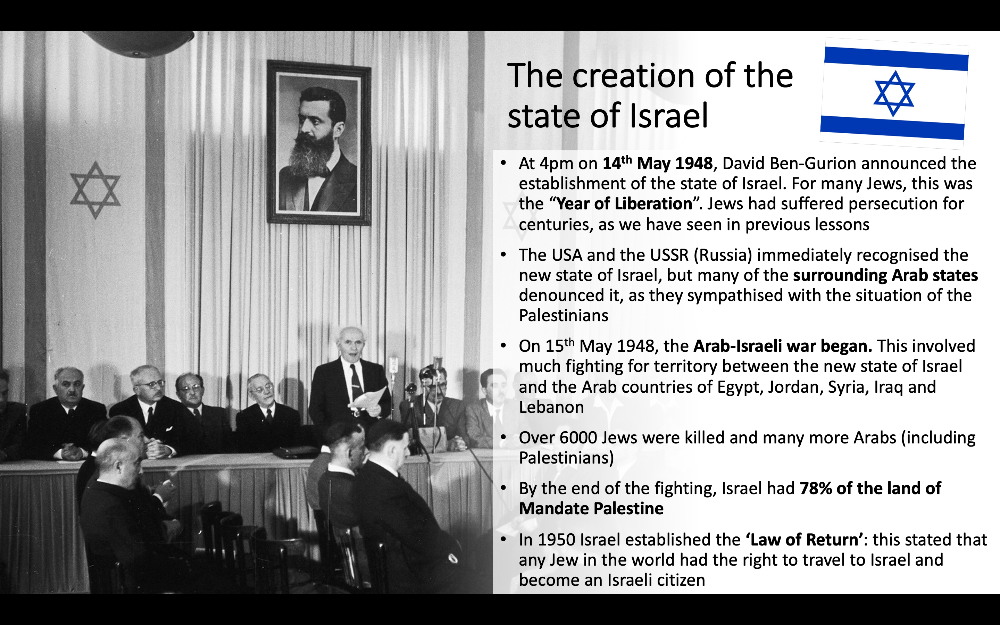 The creation of the
state of Israel
• At 4pm on 14th May 1948, David Ben-Gurion announced the
establishment of the state of Israel. For many Jews, this was
the “Year of Liberation”. Jews had suffered persecution for
centuries, as we have seen in previous lessons
• The USA and the USSR (Russia) immediately recognised the
new state of Israel, but many of the surrounding Arab states
denounced it, as they sympathised with the situation of the
Palestinians
• On 15th May 1948, the Arab-Israeli war began. This involved
much fighting for territory between the new state of Israel
and the Arab countries of Egypt, Jordan, Syria, Iraq and
Lebanon
• Over 6000 Jews were killed and many more Arabs (including
Palestinians)
• By the end of the fighting, Israel had 78% of the land of
Mandate Palestine
• In 1950 Israel established the ‘Law of Return’: this stated that
any Jew in the world had the right to travel to Israel and
become an Israeli citizen